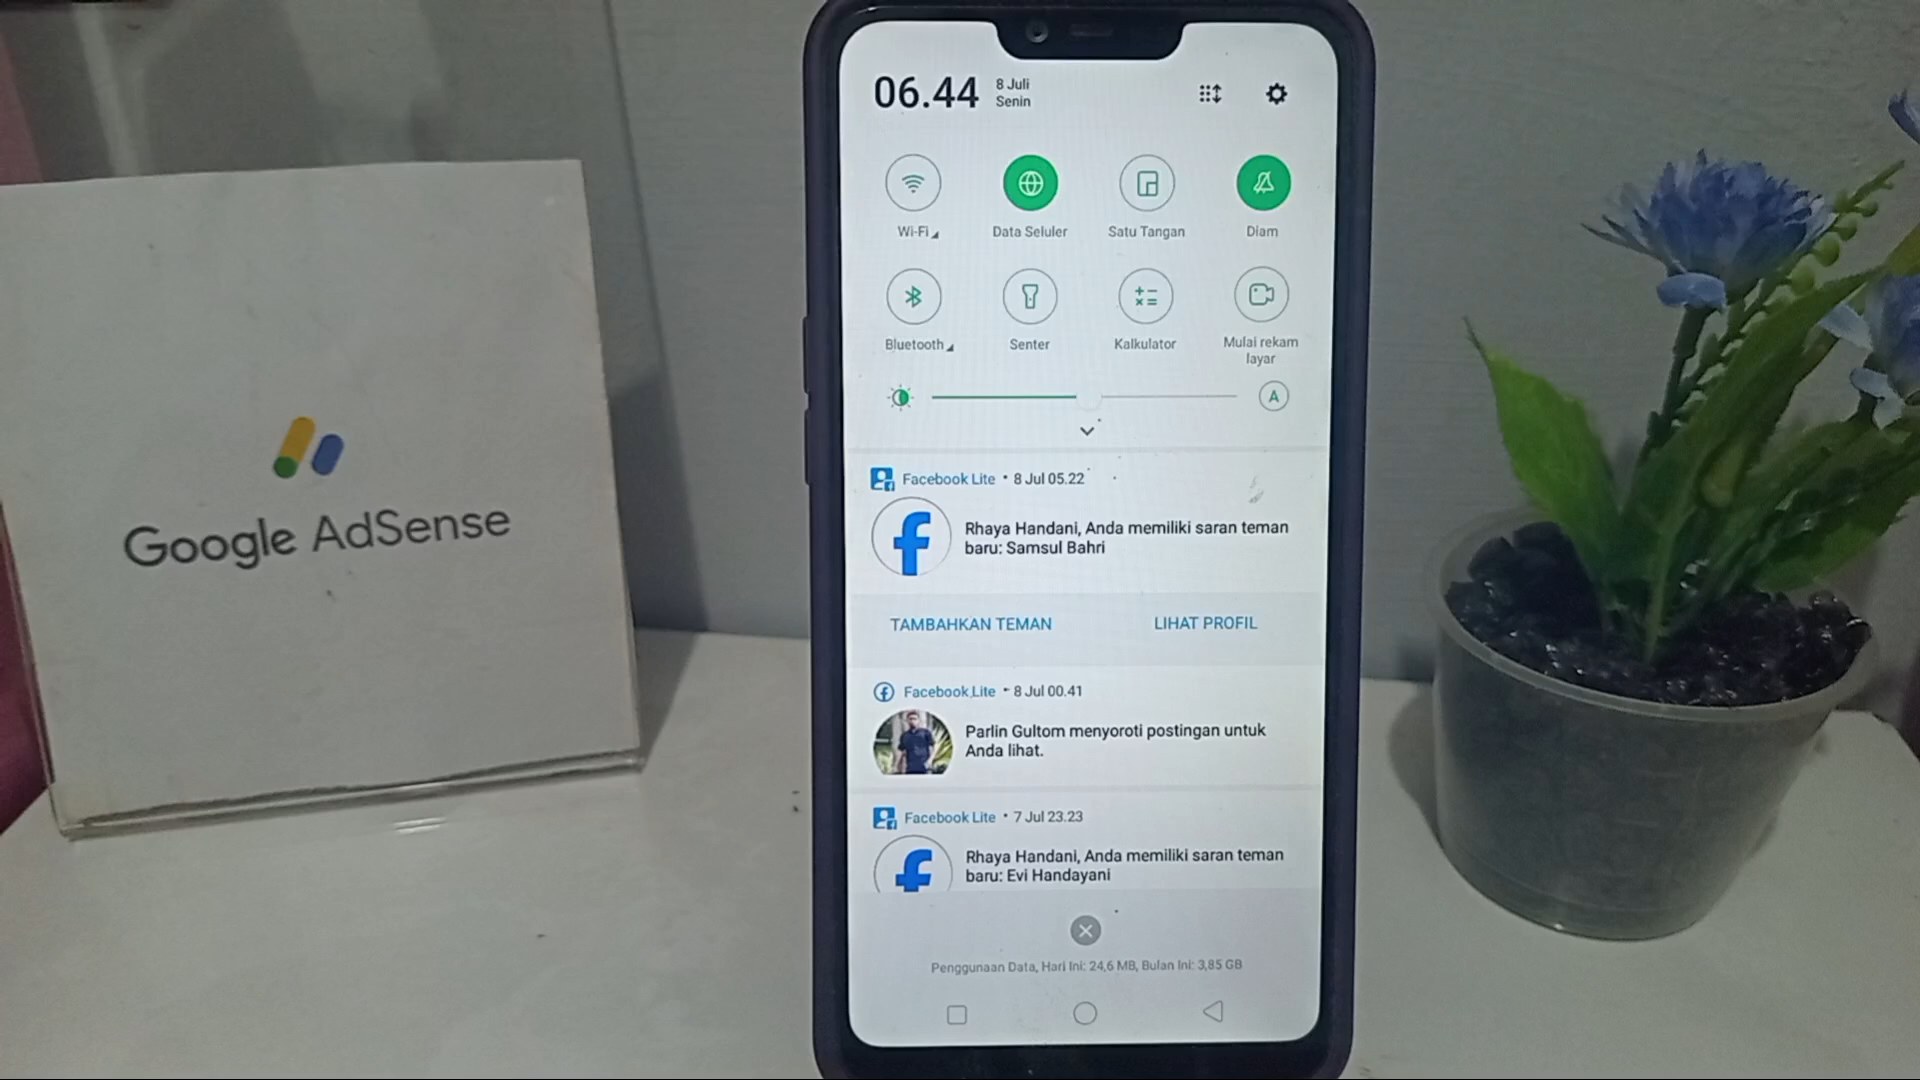 Google AdSense
06.44
8 Juli
Senin
Wi-Fi
Data Seluler
Satu Tangan
Diam
Bluetooth
Senter
Kalkulator
Mulai rekam
layar
A
Facebook Lite • 8 Jul 05.22
Rhaya Handani, Anda memiliki saran teman
baru: Samsul Bahri
TAMBAHKAN TEMAN
LIHAT PROFIL
Facebook Lite • 8 Jul 00.41
Parlin Gultom menyoroti postingan untuk
Anda lihat.
Facebook Lite • 7 Jul 23.23
Rhaya Handani, Anda memiliki saran teman
baru: Evi Handayani
Penggunaan Data, Hari Ini: 24,6 MB, Bulan Ini: 3,85 GB